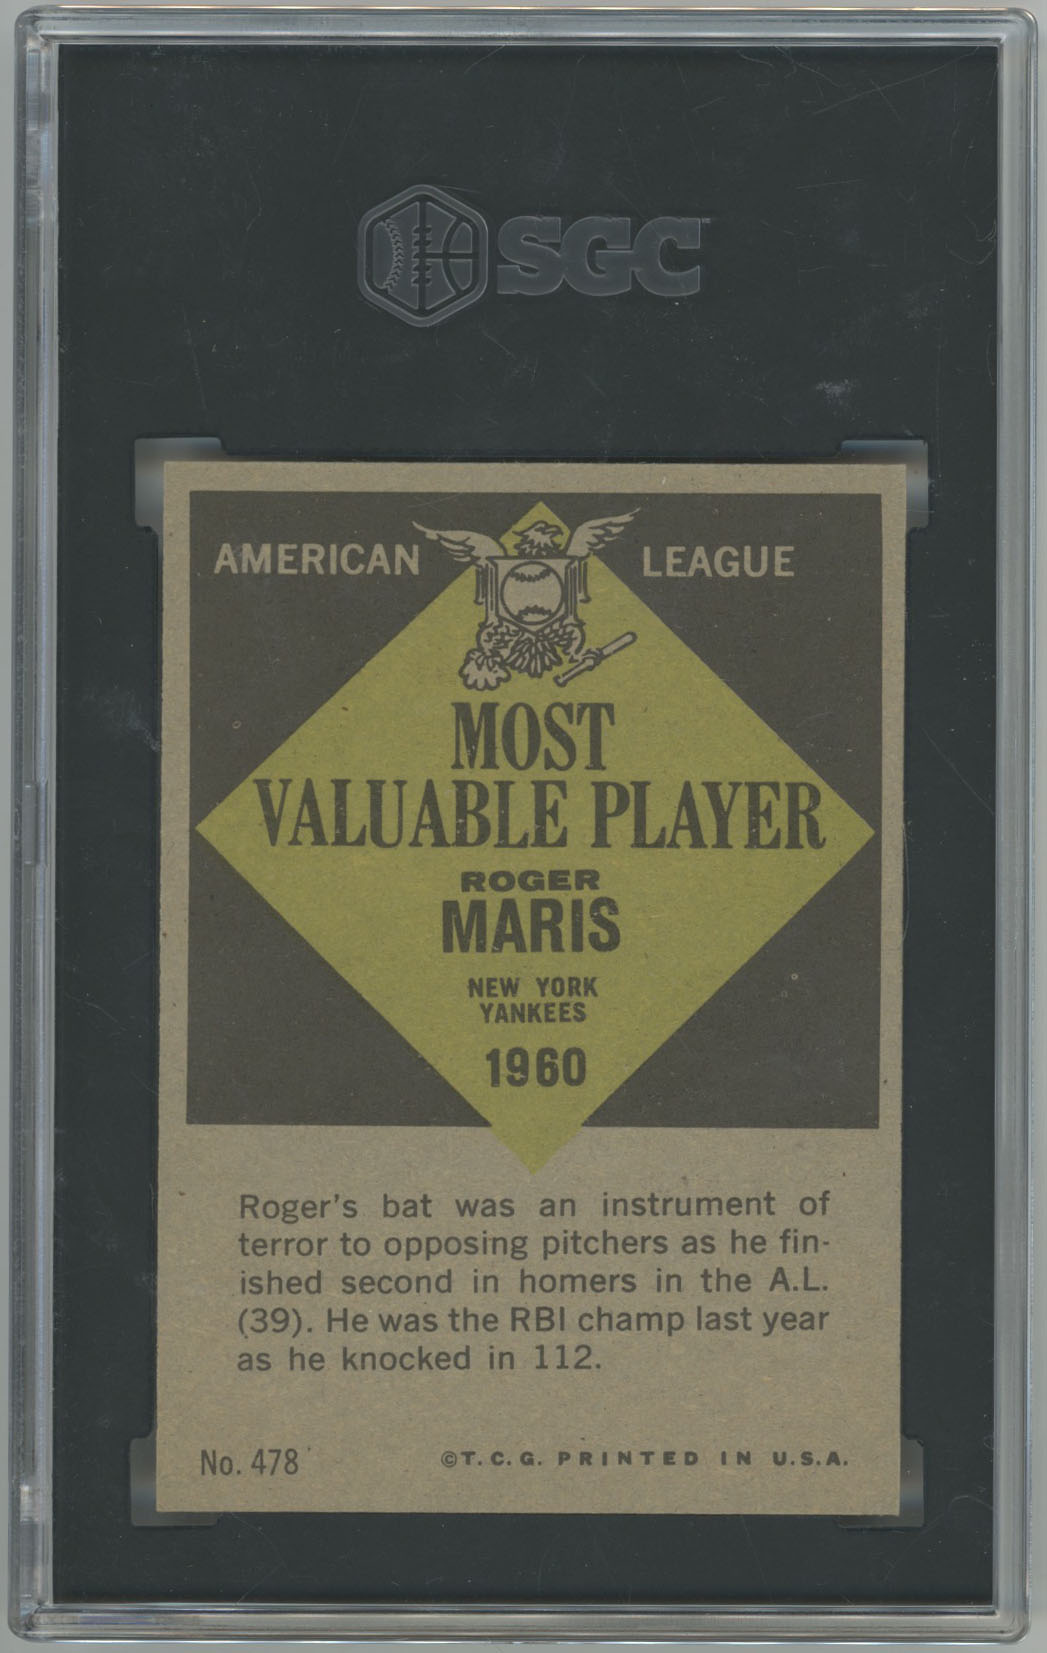 SGC
AMERICAN LEAGUE
MOST
VALUABLE PLAYER
ROGER
MARIS
NEW YORK
YANKEES
1960
Roger's bat was an instrument of
terror to opposing pitchers as he fin-
ished second in homers in the A.L.
(39). He was the RBI champ last year
as he knocked in 112.
No. 478
©T.C.G. PRINTED IN U.S.A.